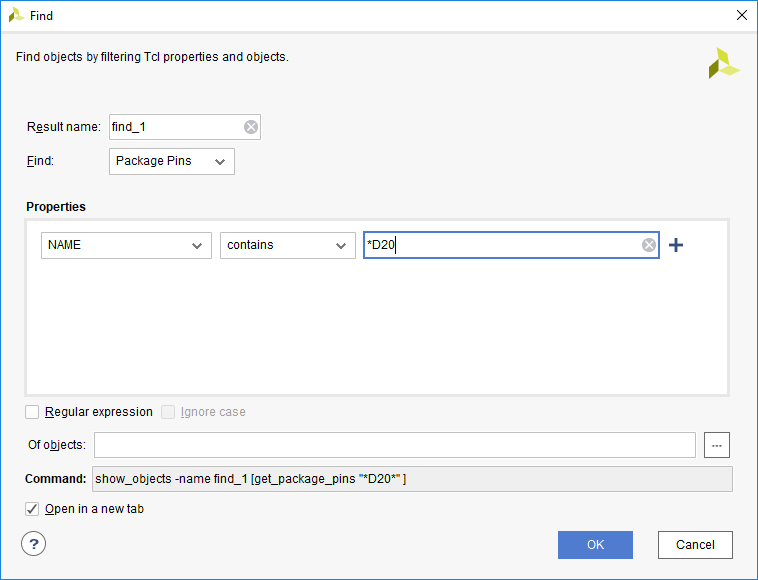 Find
Find objects by filtering Tcl properties and objects.
Result name: find_1
Find: Package Pins
Properties
NAME contains *D20
Regular expression Ignore case
Of objects: ...
Command: show_objects -name find_1 [get_package_pins "*D20*" ]
Open in a new tab
? OK Cancel